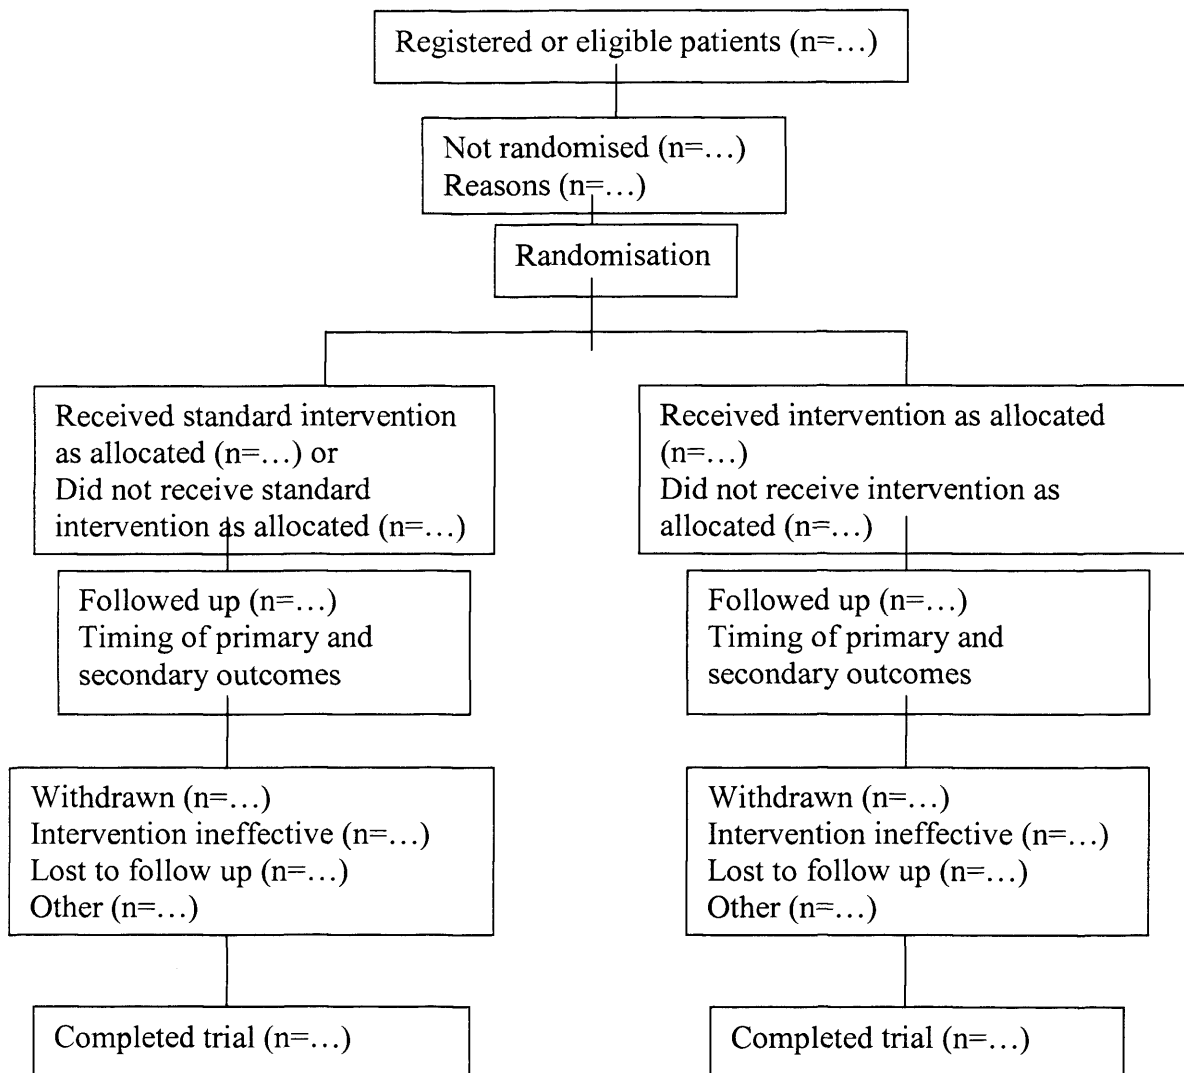 Registered or eligible patients (n=…)
Not randomised (n=…)
Reasons (n=…)
Randomisation
Received standard intervention
as allocated (n=…) or
Did not receive standard
intervention as allocated (n=…)
Received intervention as allocated
(n=…)
Did not receive intervention as
allocated (n=…)
Followed up (n=…)
Timing of primary and
secondary outcomes
Followed up (n=…)
Timing of primary and
secondary outcomes
Withdrawn (n=…)
Intervention ineffective (n=…)
Lost to follow up (n=…)
Other (n=…)
Withdrawn (n=…)
Intervention ineffective (n=…)
Lost to follow up (n=…)
Other (n=…)
Completed trial (n=…)
Completed trial (n=…)